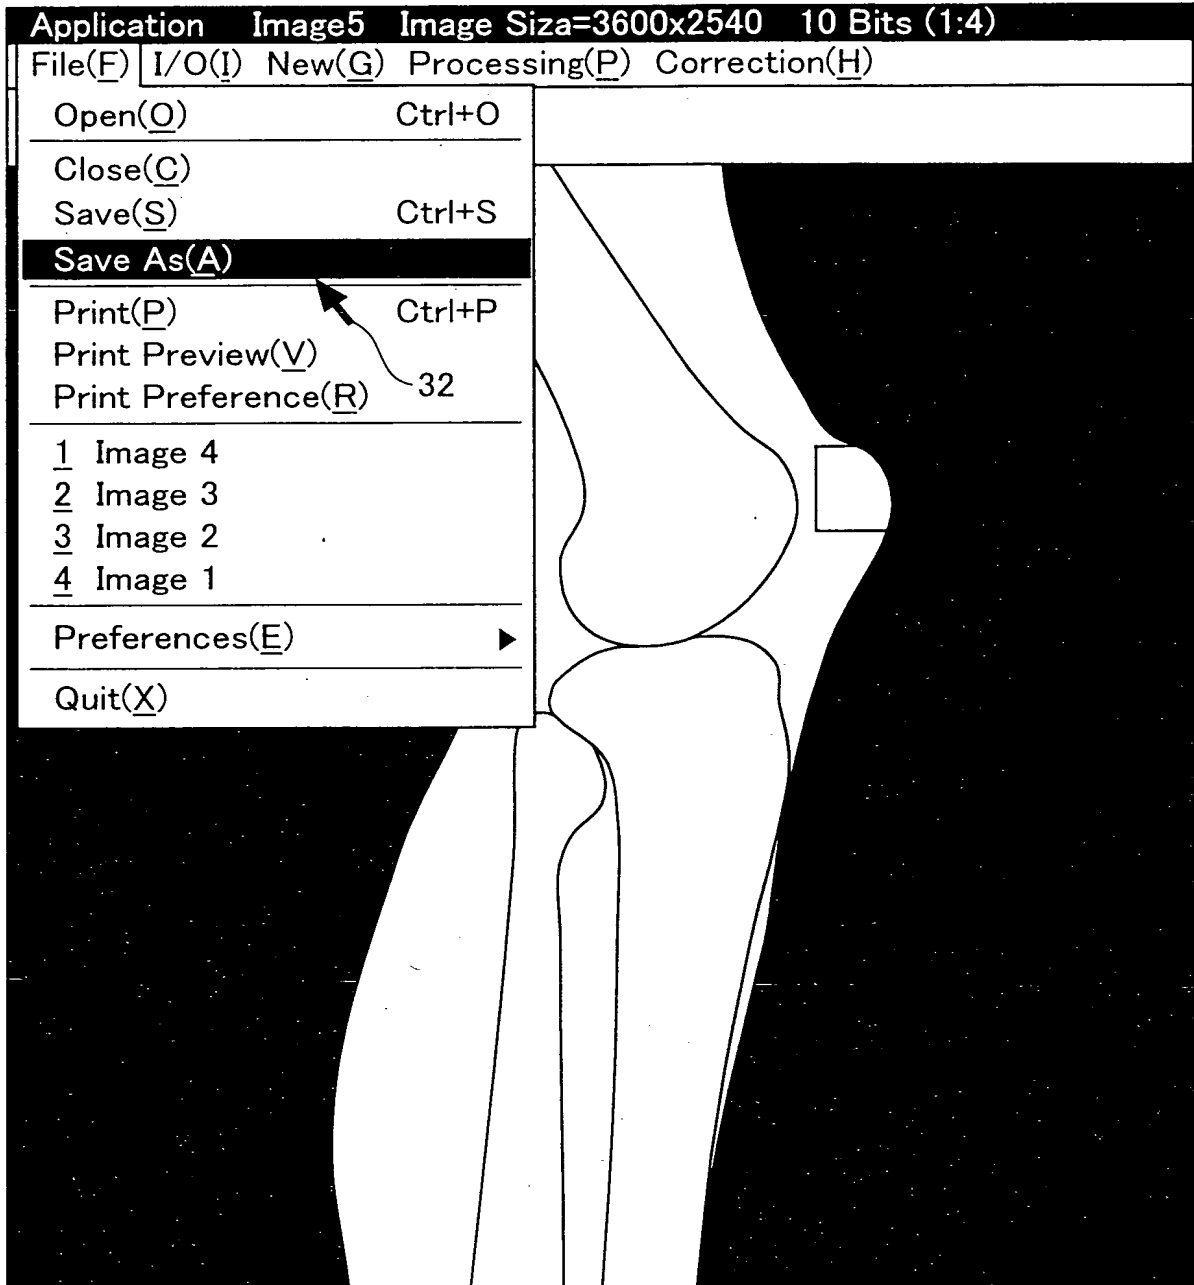 Application Image5 Image Siza=3600x2540 10 Bits (1:4)
File(F) I/O(I) New(G) Processing(P) Correction(H)
Open(O) Ctrl+O
Close(C)
Save(S) Ctrl+S
Save As(A)
Print(P) Ctrl+P
Print Preview(V)
32
Print Preference(R)
1 Image 4
2 Image 3
3 Image 2
4 Image 1
Preferences(E)
Quit(X)